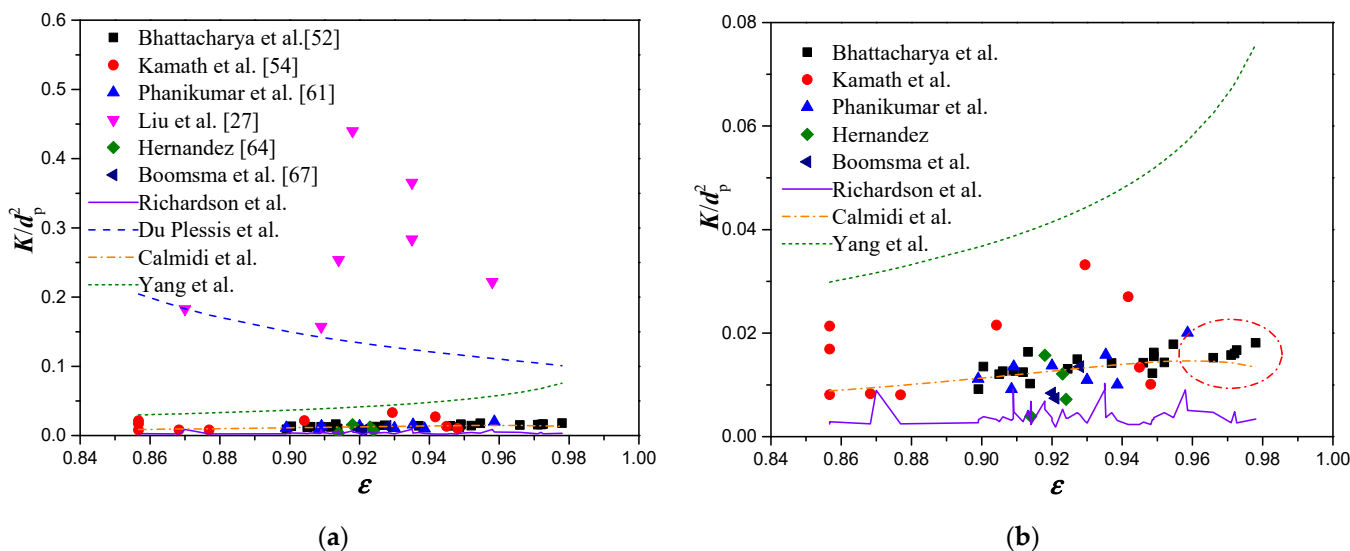 0.6
0.5
0.4
0.3
0.2
0.1
0.0
K/d_p^2
Bhattacharya et al.[52]
Kamath et al. [54]
Phanikumar et al. [61]
Liu et al. [27]
Hernandez [64]
Boomsma et al. [67]
Richardson et al.
Du Plessis et al.
Calmidi et al.
Yang et al.
0.84 0.86 0.88 0.90 0.92 0.94 0.96 0.98 1.00
ε
(a)
0.08
0.06
0.04
0.02
0.00
K/d_p^2
Bhattacharya et al.
Kamath et al.
Phanikumar et al.
Hernandez
Boomsma et al.
Richardson et al.
Calmidi et al.
Yang et al.
0.84 0.86 0.88 0.90 0.92 0.94 0.96 0.98 1.00
ε
(b)